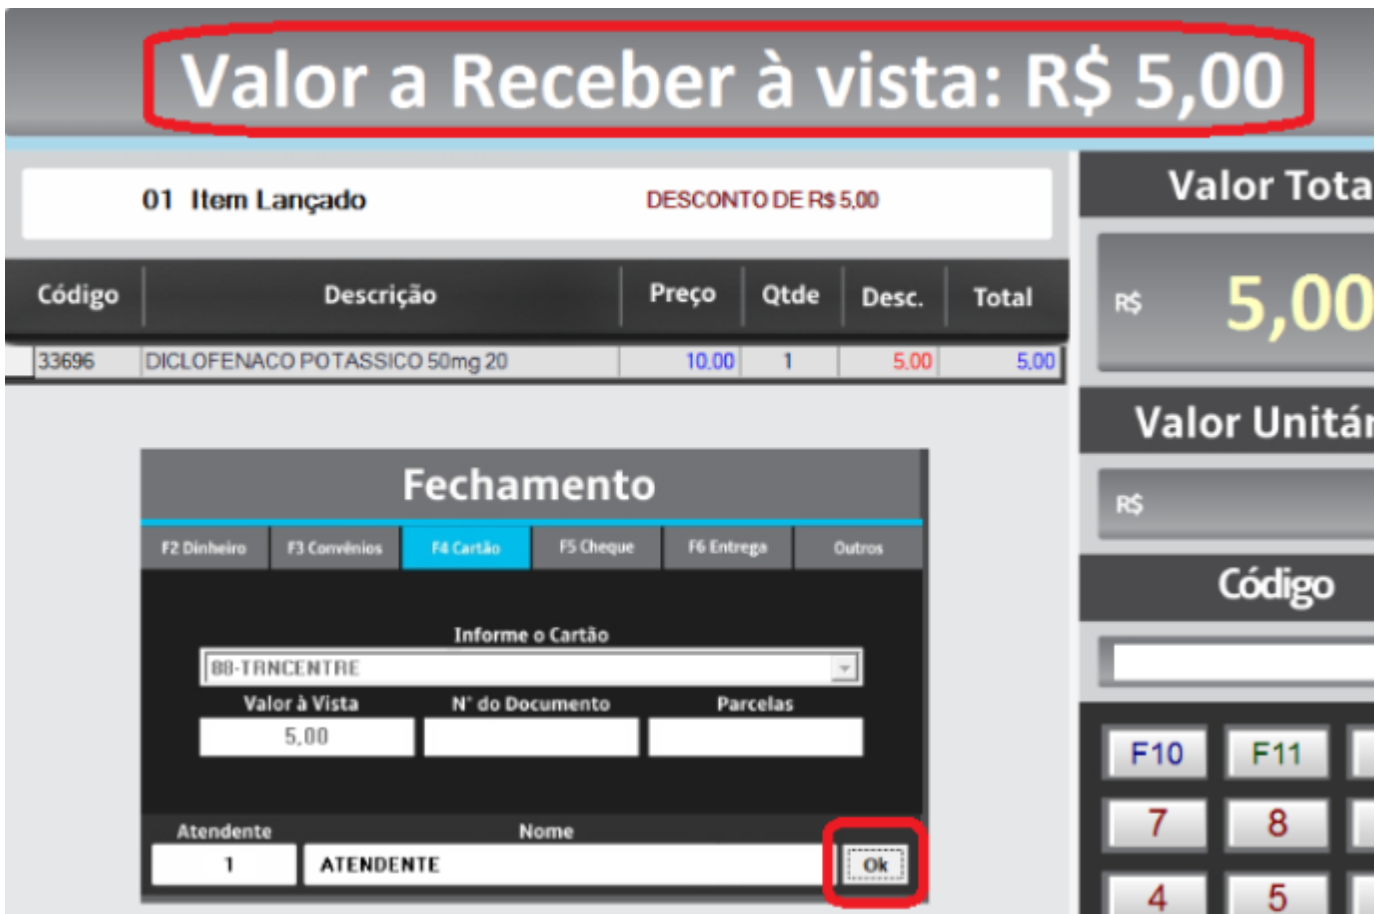 Valor a Receber à vista: R$ 5,00
01 Item Lançado DESCONTO DE R$ 5,00
Código Descrição Preço Qtde Desc. Total
33696 DICLOFENACO POTASSICO 50mg 20 10,00 1 5,00 5,00
Fechamento
F2 Dinheiro F3 Convênios F4 Cartão F5 Cheque F6 Entrega Outros
Informe o Cartão
88-TRNCENTRE
Valor à Vista N° do Documento Parcelas
5,00
Atendente Nome
1 ATENDENTE Ok
Valor Tota
R$ 5,00
Valor Unitár
R$
Código
F10 F11
7 8
4 5